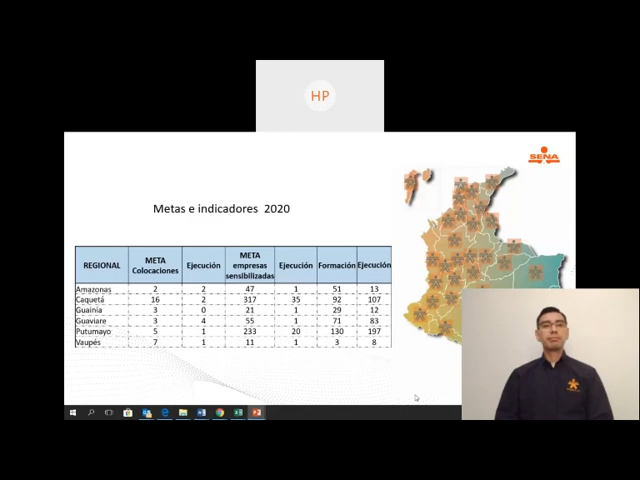 HP
SENA
Metas e indicadores 2020
REGIONAL META Colocaciones Ejecución META empresas sensibilizadas Ejecución Formación Ejecución
Amazonas 2 2 47 1 51 13
Caquetá 16 2 317 35 92 107
Guainía 3 0 21 1 29 12
Guaviare 3 4 55 1 71 83
Putumayo 5 1 233 20 130 197
Vaupés 7 1 11 1 3 8